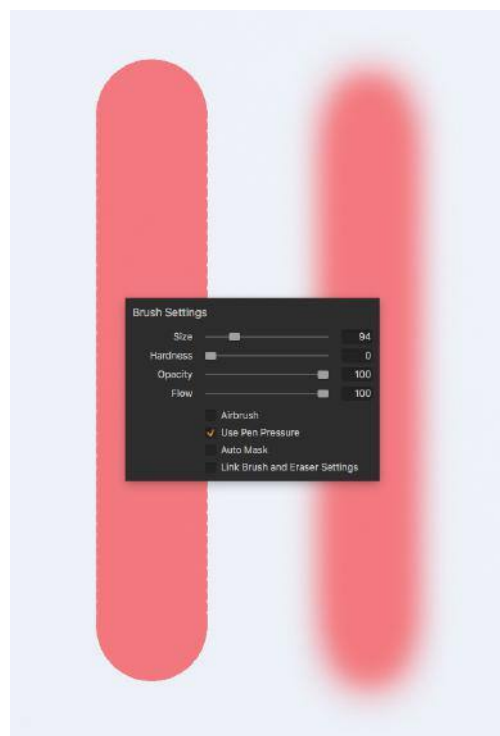 Brush Settings
Size 94
Hardness 0
Opacity 100
Flow 100
Airbrush
Use Pen Pressure
Auto Mask
Link Brush and Eraser Settings